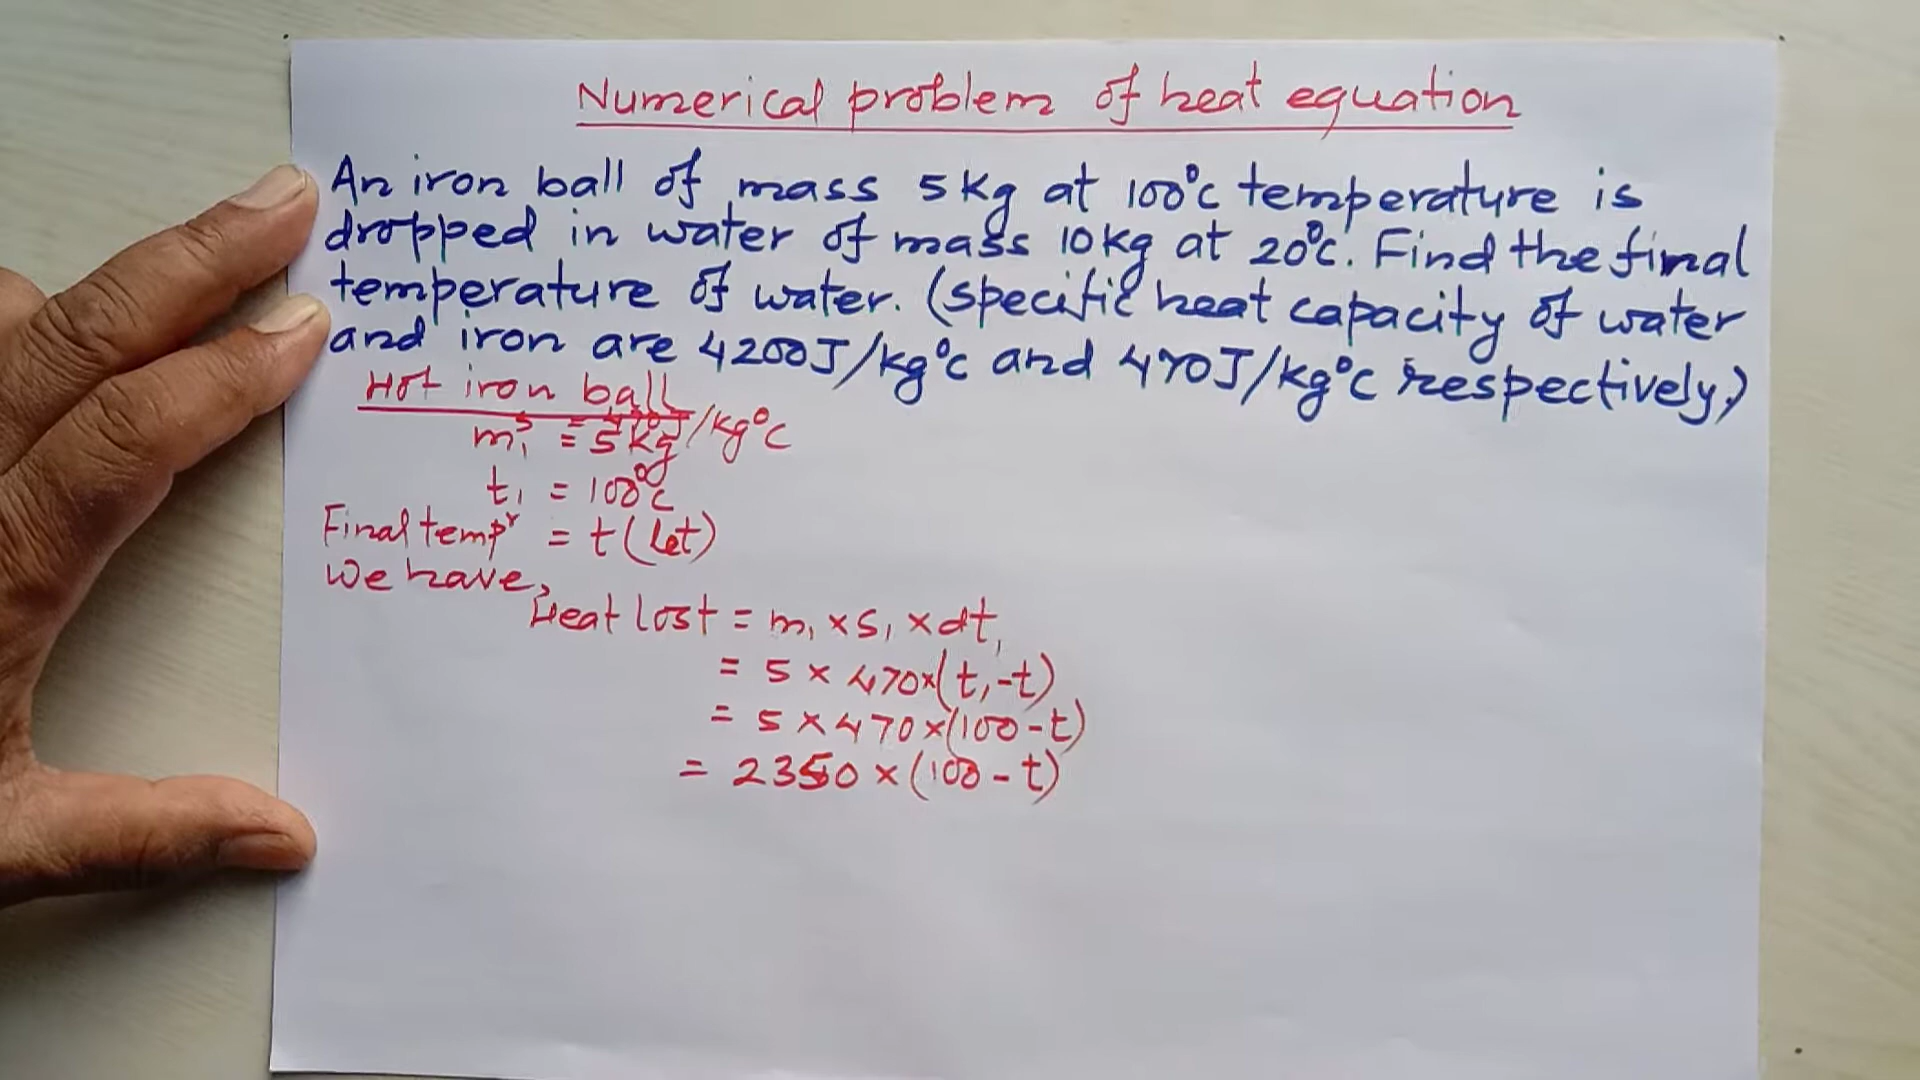 Numerical problem of heat equation
An iron ball of mass 5kg at 100°c temperature is
dropped in water of mass 10kg at 20°c. Find the final
temperature of water. (specific heat capacity of water
and iron are 4200J/kg°c and 470J/kg°c respectively)
Hot iron ball
m₁ = 5kg /kg°c
t₁ = 100°c
Final tempʳ = t (Let)
We have,
Heat lost = m₁ × s₁ × dt₁
= 5 × 470 × (t₁ - t)
= 5 × 470 × (100 - t)
= 2350 × (100 - t)